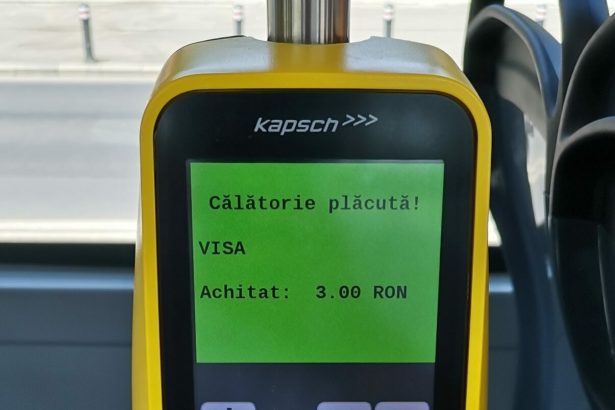 kapsch >>>
Călătorie plăcută!
VISA
Achitat: 3.00 RON